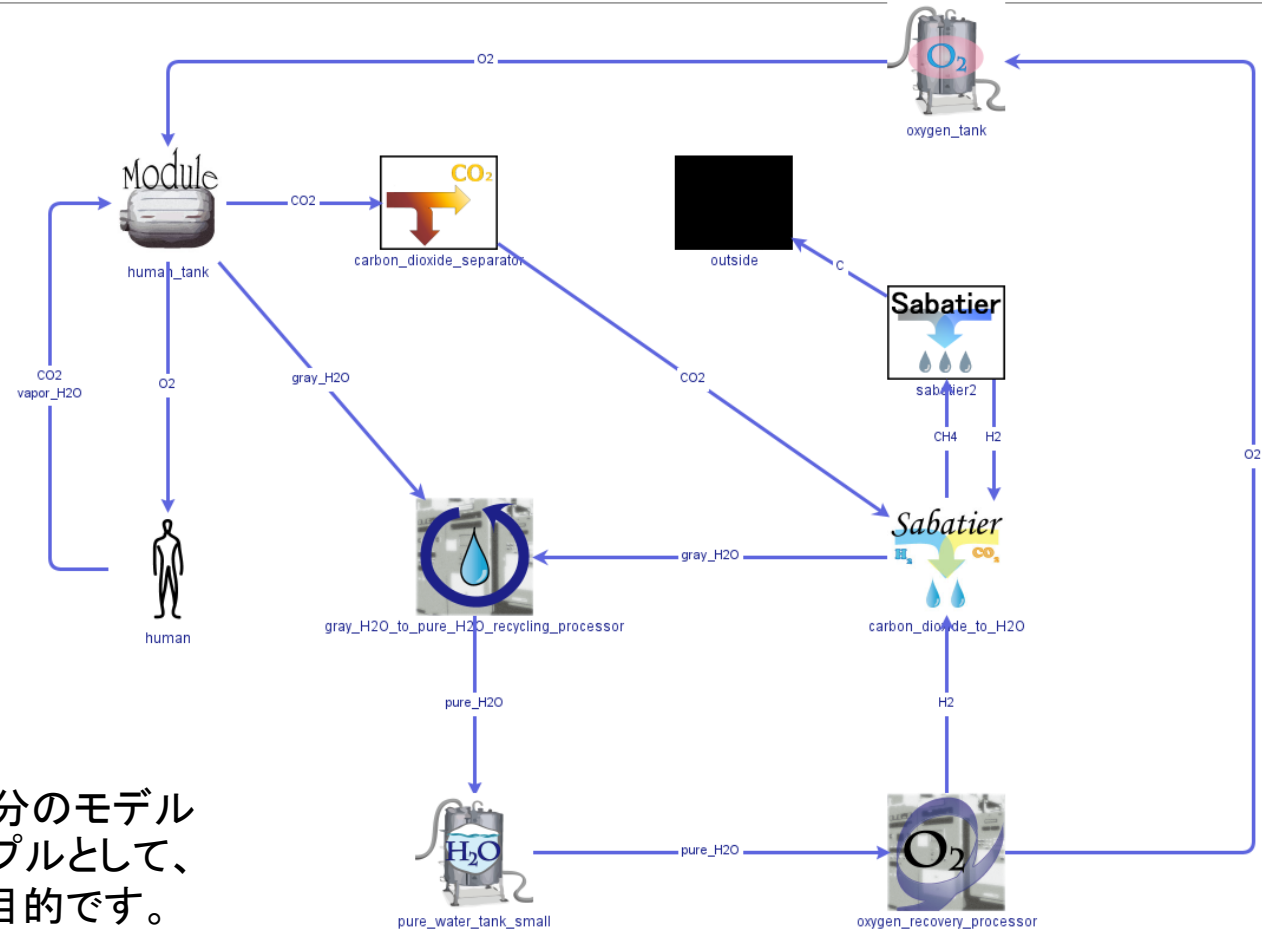 O2
O2
oxygen_tank
Module
human_tank
CO2
CO2
carbon_dioxide_separator
outside
C
Sabatier
sabatier2
CO2
vapor_H2O
O2
gray_H2O
CO2
CH4
H2
O2
Sabatier
H2
CO2
gray_H2O
human
gray_H2O_to_pure_H2O_recycling_processor
carbon_dioxide_to_H2O
pure_H2O
H2
分のモデル
プルとして、
目的です。
H2O
pure_H2O
O2
pure_water_tank_small
oxygen_recovery_processor